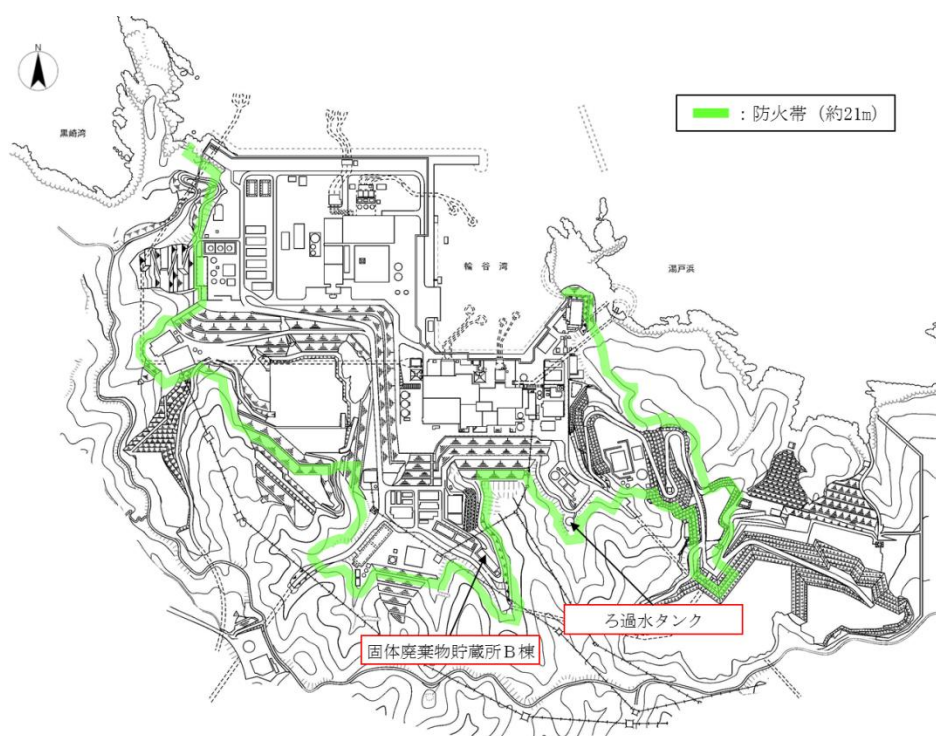 N
黒崎湾
：防火帯（約21m）
輪谷湾
湯戸浜
ろ過水タンク
固体廃棄物貯蔵所Ｂ棟